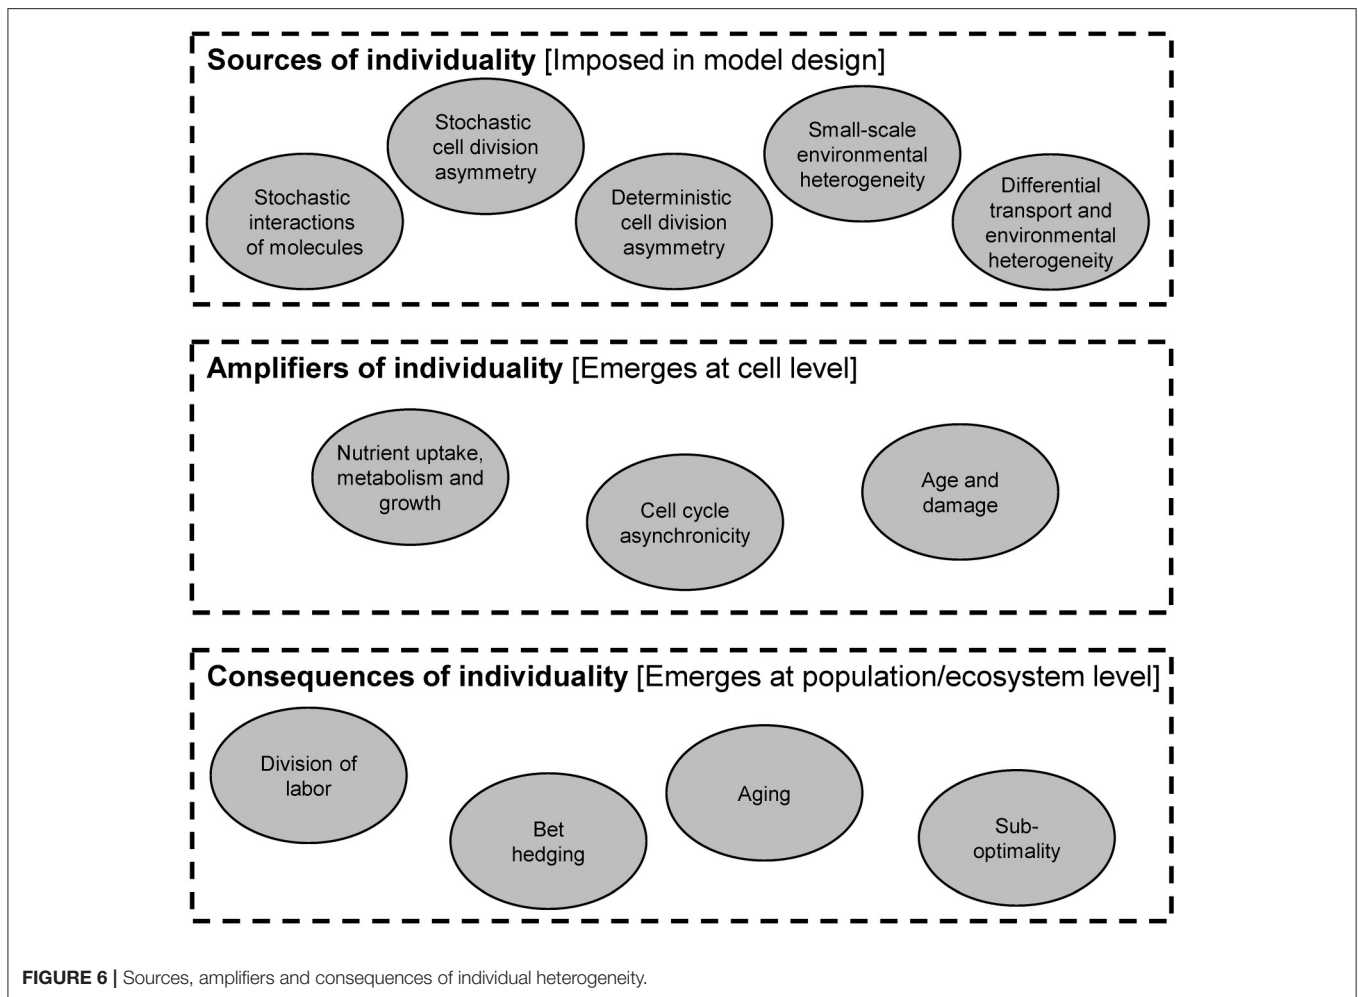 Sources of individuality [Imposed in model design]
Stochastic
interactions
of molecules
Stochastic
cell division
asymmetry
Deterministic
cell division
asymmetry
Small-scale
environmental
heterogeneity
Differential
transport and
environmental
heterogeneity
Amplifiers of individuality [Emerges at cell level]
Nutrient uptake,
metabolism and
growth
Cell cycle
asynchronicity
Age and
damage
Consequences of individuality [Emerges at population/ecosystem level]
Division of
labor
Bet
hedging
Aging
Sub-
optimality
FIGURE 6 | Sources, amplifiers and consequences of individual heterogeneity.